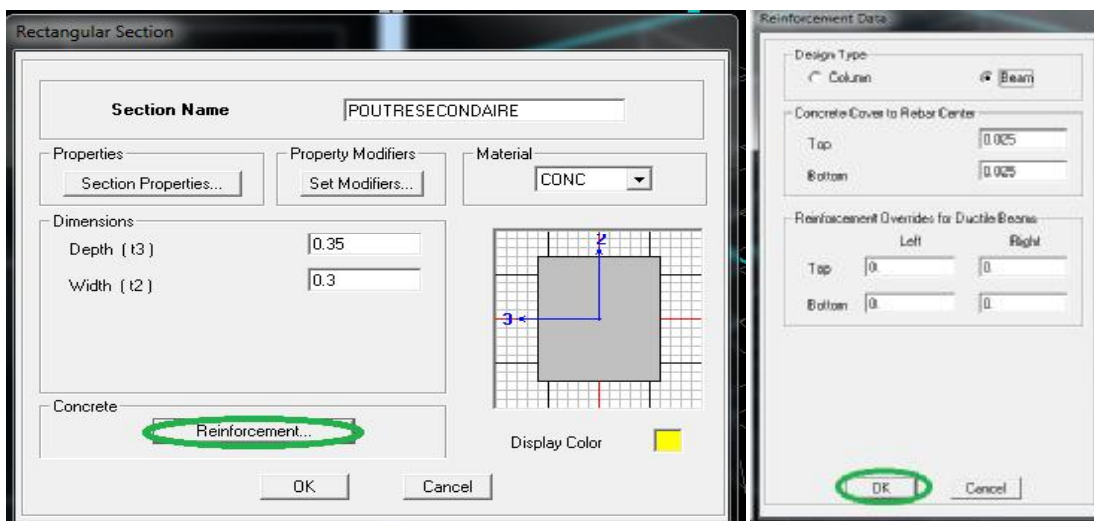 Rectangular Section
Section Name POUTRESECONDAIRE
Properties
Section Properties...
Property Modifiers
Set Modifiers...
Material
CONC
Dimensions
Depth ( t3 ) 0.35
Width ( t2 ) 0.3
2
3
Concrete
Reinforcement...
Display Color
OK Cancel
Reinforcement Data
Design Type
Column Beam
Concrete Cover to Rebar Center
Top 0.025
Bottom 0.025
Reinforcement Overrides for Ductile Beams
Left Right
Top 0. 0.
Bottom 0. 0.
OK Cancel